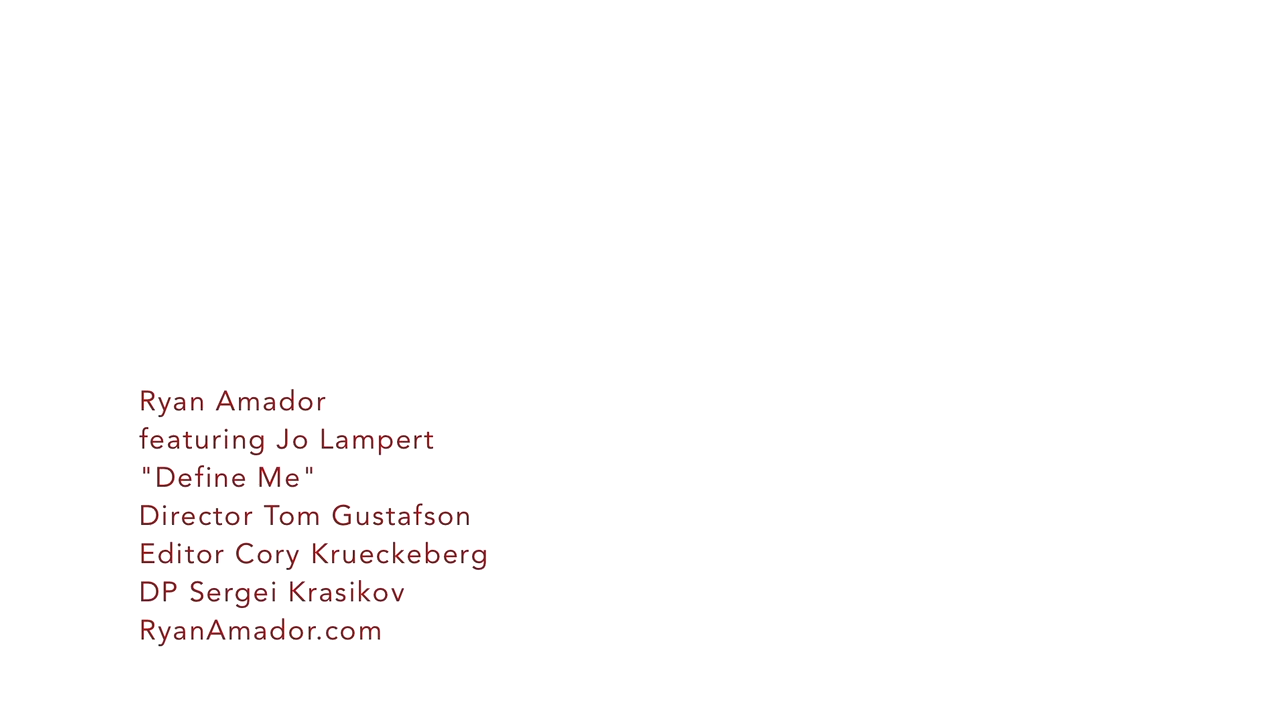 Ryan Amador
featuring Jo Lampert
"Define Me"
Director Tom Gustafson
Editor Cory Krueckeberg
DP Sergei Krasikov
RyanAmador.com